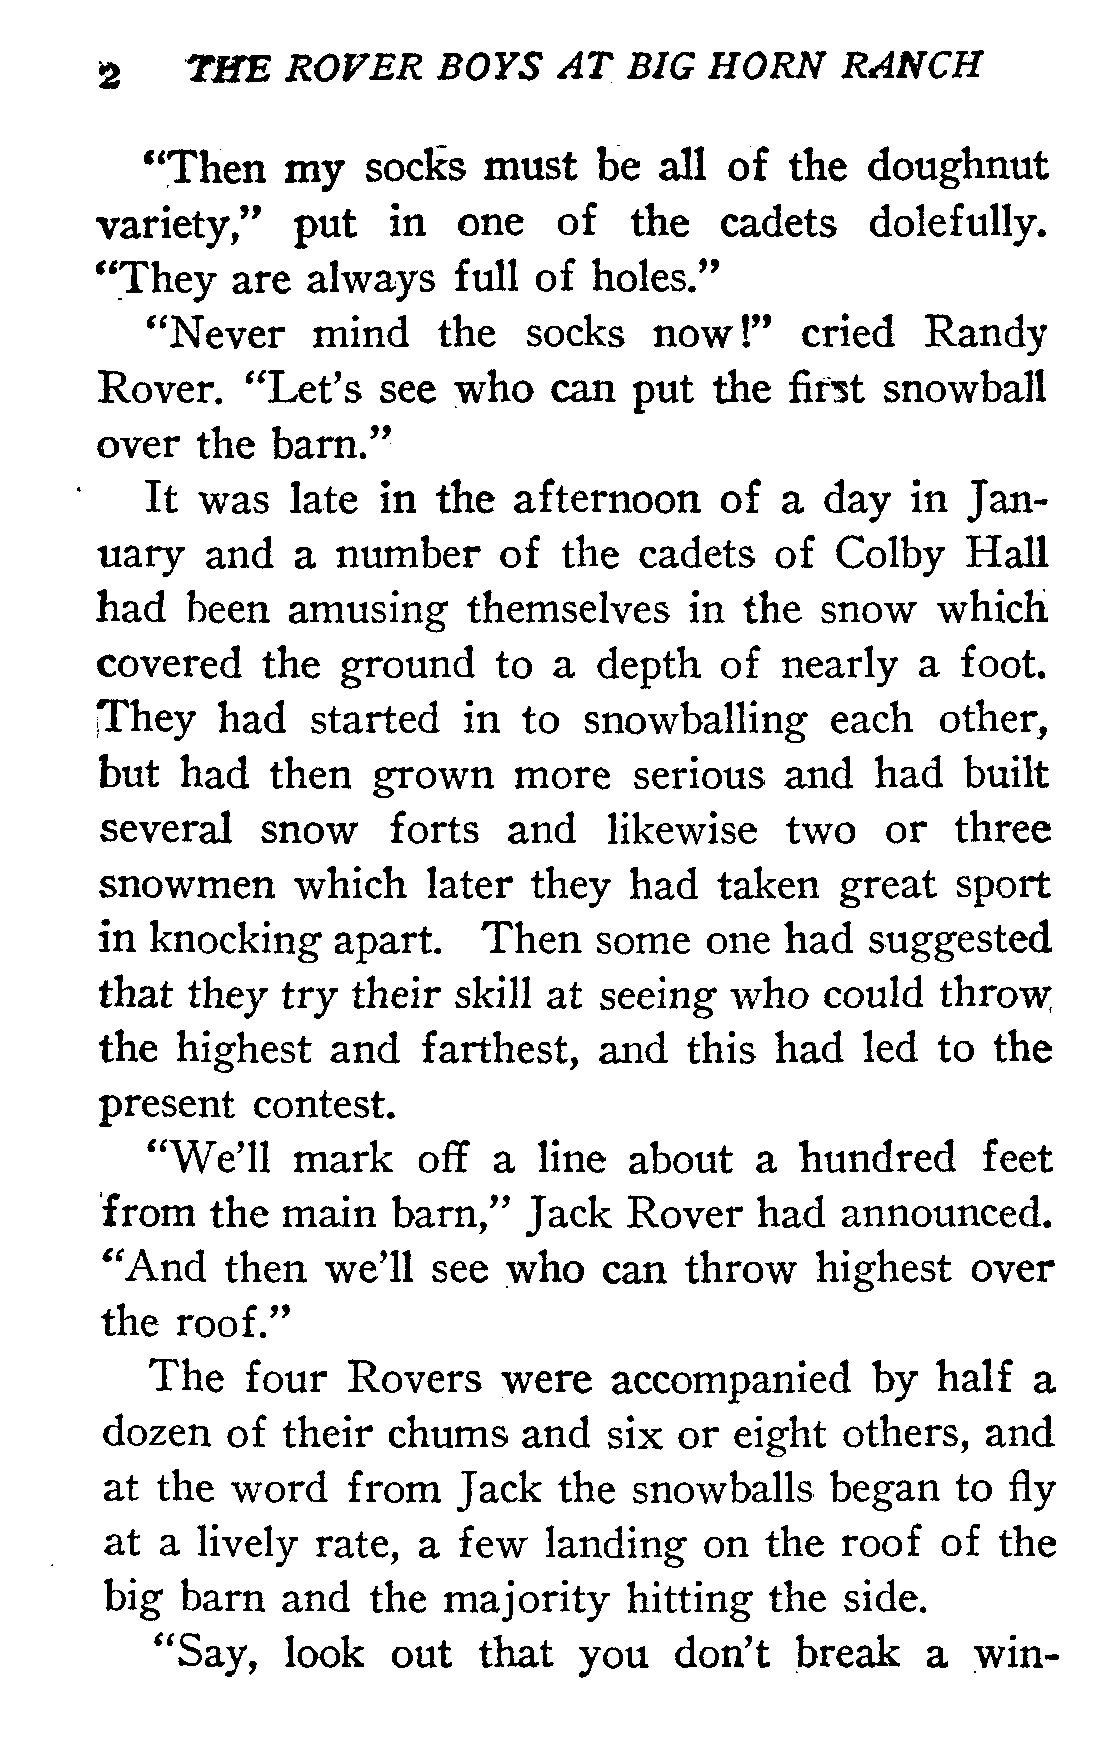 2 THE ROVER BOYS AT BIG HORN RANCH
“Then my socks must be all of the doughnut
variety,” put in one of the cadets dolefully.
“They are always full of holes.”
“Never mind the socks now!” cried Randy
Rover. “Let’s see who can put the first snowball
over the barn.”
It was late in the afternoon of a day in Jan-
uary and a number of the cadets of Colby Hall
had been amusing themselves in the snow which
covered the ground to a depth of nearly a foot.
They had started in to snowballing each other,
but had then grown more serious and had built
several snow forts and likewise two or three
snowmen which later they had taken great sport
in knocking apart. Then some one had suggested
that they try their skill at seeing who could throw
the highest and farthest, and this had led to the
present contest.
“We’ll mark off a line about a hundred feet
from the main barn,” Jack Rover had announced.
“And then we’ll see who can throw highest over
the roof.”
The four Rovers were accompanied by half a
dozen of their chums and six or eight others, and
at the word from Jack the snowballs began to fly
at a lively rate, a few landing on the roof of the
big barn and the majority hitting the side.
“Say, look out that you don’t break a win-